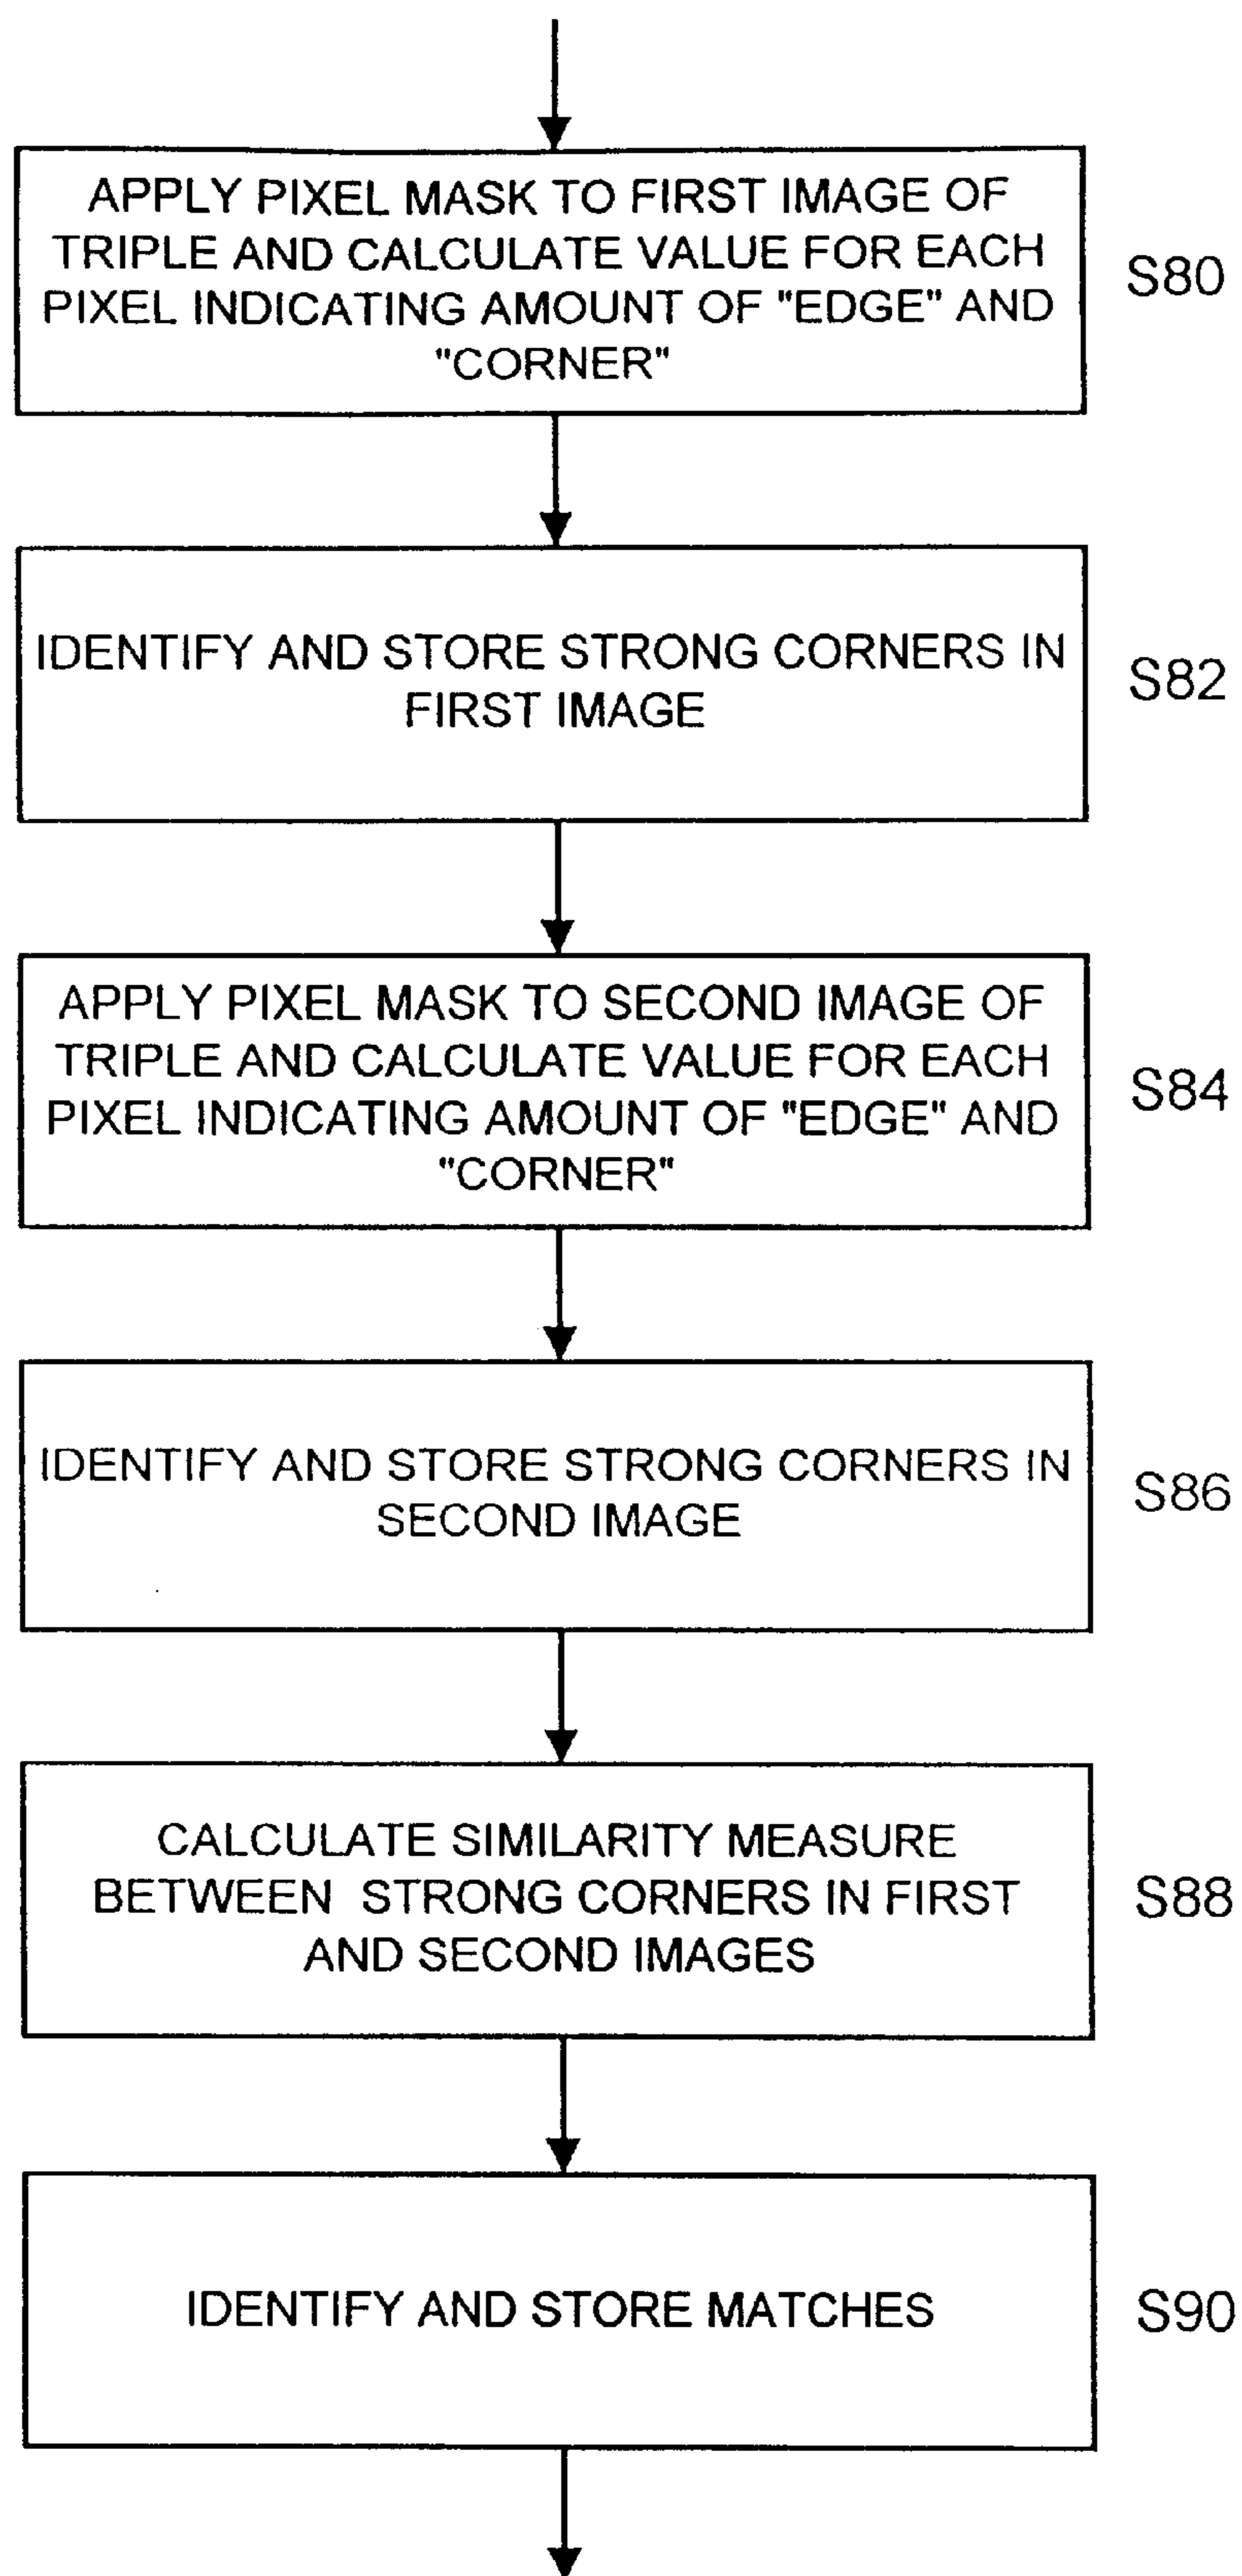 APPLY PIXEL MASK TO FIRST IMAGE OF
TRIPLE AND CALCULATE VALUE FOR EACH
PIXEL INDICATING AMOUNT OF "EDGE" AND
"CORNER"
S80
IDENTIFY AND STORE STRONG CORNERS IN
FIRST IMAGE
S82
APPLY PIXEL MASK TO SECOND IMAGE OF
TRIPLE AND CALCULATE VALUE FOR EACH
PIXEL INDICATING AMOUNT OF "EDGE" AND
"CORNER"
S84
IDENTIFY AND STORE STRONG CORNERS IN
SECOND IMAGE
S86
CALCULATE SIMILARITY MEASURE
BETWEEN STRONG CORNERS IN FIRST
AND SECOND IMAGES
S88
IDENTIFY AND STORE MATCHES
S90